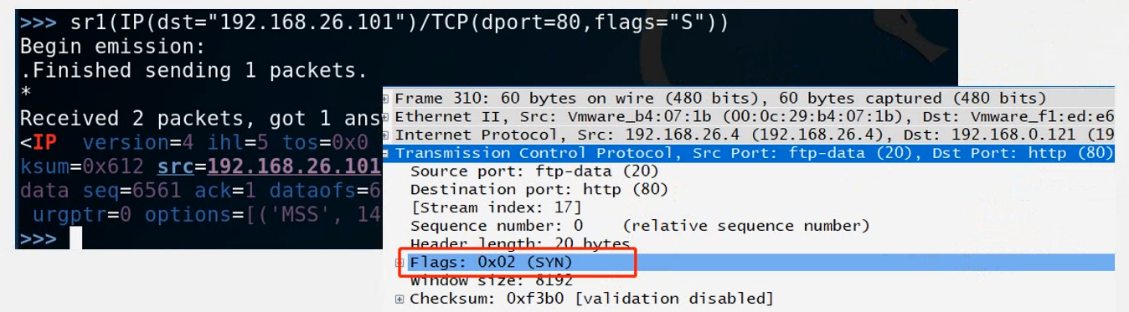 >>> sr1(IP(dst="192.168.26.101")/TCP(dport=80,flags="S"))
Begin emission:
.Finished sending 1 packets.
*
Received 2 packets, got 1 ans
<IP version=4 ihl=5 tos=0x0
ksum=0x612 src=192.168.26.101
data seq=6561 ack=1 dataofs=6
urgptr=0 options=[('MSS', 14
>>>
Frame 310: 60 bytes on wire (480 bits), 60 bytes captured (480 bits)
Ethernet II, Src: Vmware_b4:07:1b (00:0c:29:b4:07:1b), Dst: Vmware_f1:ed:e6
Internet Protocol, Src: 192.168.26.4 (192.168.26.4), Dst: 192.168.0.121 (19
Transmission Control Protocol, Src Port: ftp-data (20), Dst Port: http (80)
Source port: ftp-data (20)
Destination port: http (80)
[Stream index: 17]
Sequence number: 0 (relative sequence number)
Header length: 20 bytes
Flags: 0x02 (SYN)
Window size: 8192
Checksum: 0xf3b0 [validation disabled]